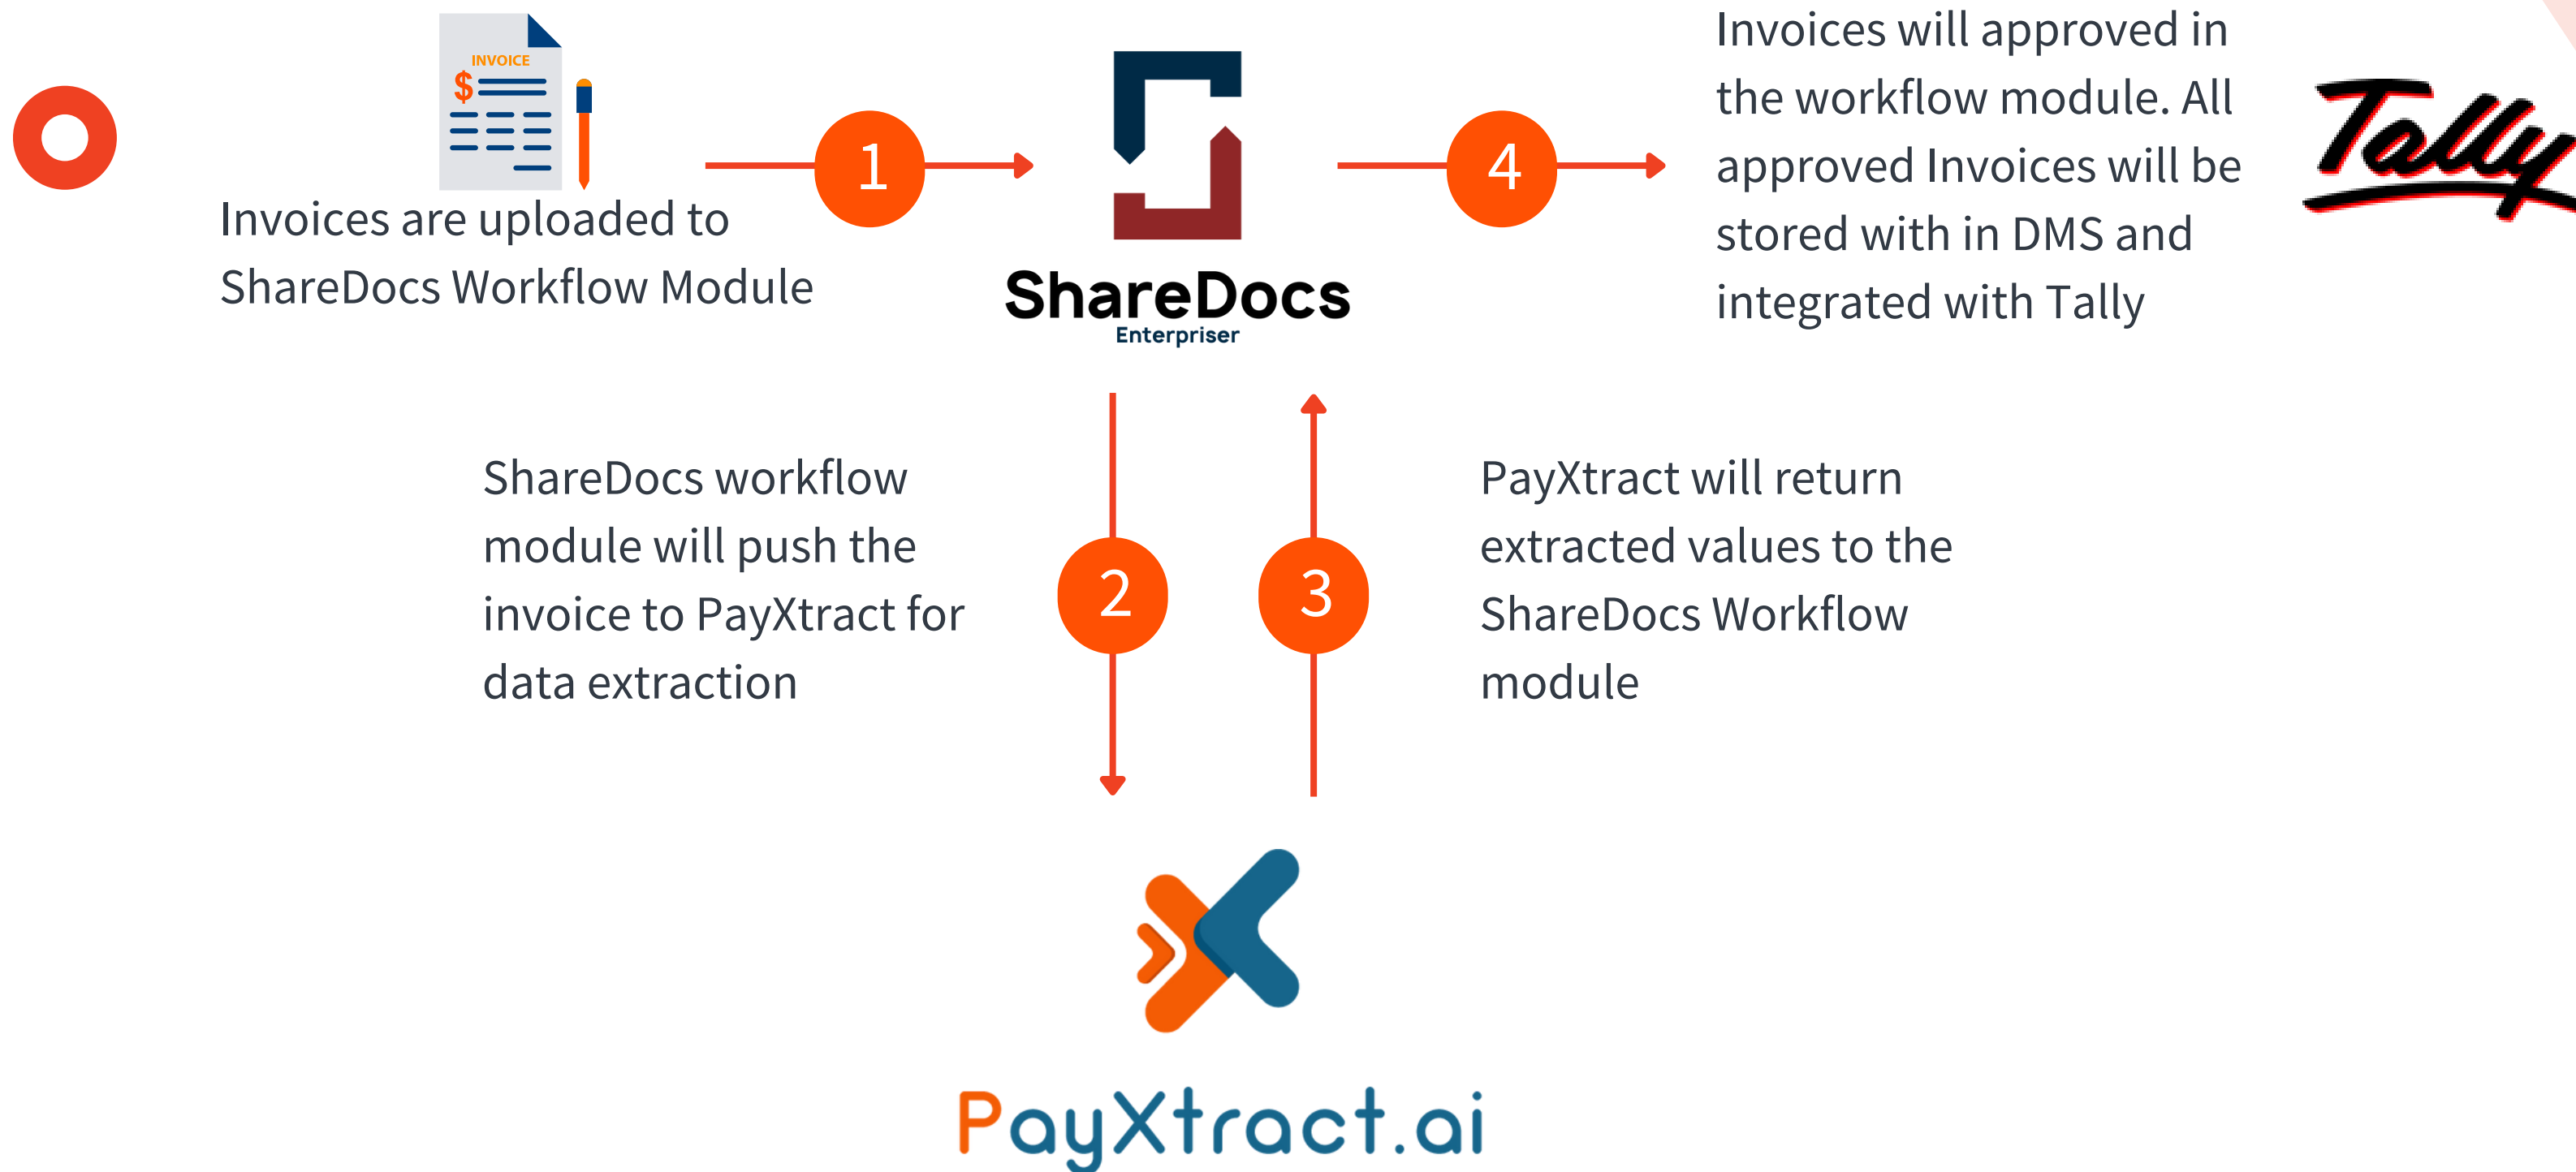 INVOICE
$
Invoices are uploaded to
ShareDocs Workflow Module
1
ShareDocs
Enterpriser
4
Invoices will approved in
the workflow module. All
approved Invoices will be
stored with in DMS and
integrated with Tally
Tally
ShareDocs workflow
module will push the
invoice to PayXtract for
data extraction
2
3
PayXtract will return
extracted values to the
ShareDocs Workflow
module
PayXtract.ai